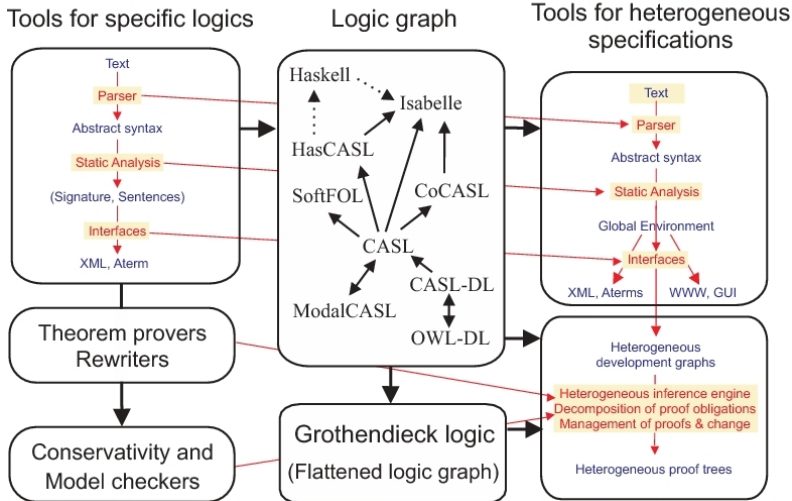 Tools for specific logics
Text
Parser
Abstract syntax
Static Analysis
(Signature, Sentences)
Interfaces
XML, Aterm
Theorem provers
Rewriters
Conservativity and
Model checkers
Logic graph
Haskell
Isabelle
HasCASL
SoftFOL
CoCASL
CASL
CASL-DL
ModalCASL
OWL-DL
Grothendieck logic
(Flattened logic graph)
Tools for heterogeneous
specifications
Text
Parser
Abstract syntax
Static Analysis
Global Environment
Interfaces
XML, Aterms
WWW, GUI
Heterogeneous
development graphs
Heterogeneous inference engine
Decomposition of proof obligations
Management of proofs & change
Heterogeneous proof trees